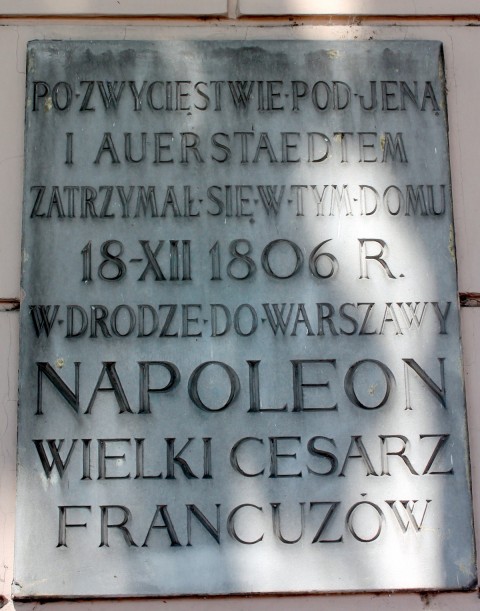 PO·ZWYCIĘSTWIE·POD·JENĄ
I AUERSTAEDTEM
ZATRZYMAŁ·SIĘ·W·TYM·DOMU
18-XII 1806 R.
W·DRODZE·DO·WARSZAWY
NAPOLEON
WIELKI CESARZ
FRANCUZÓW